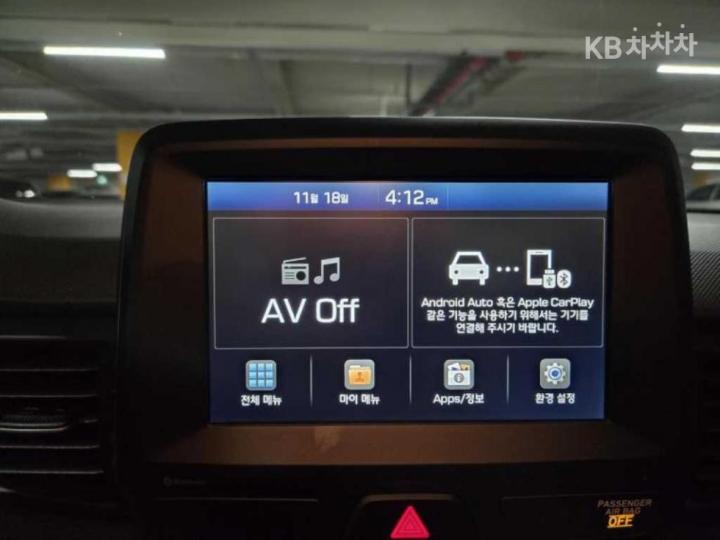 KB차차차
11월 18일 4:12 PM
AV Off
Android Auto 혹은 Apple CarPlay
같은 기능을 사용하기 위해서는 기기를
연결해 주시기 바랍니다.
전체 메뉴 마이 메뉴 Apps/정보 환경 설정
PASSENGER
AIR BAG
OFF